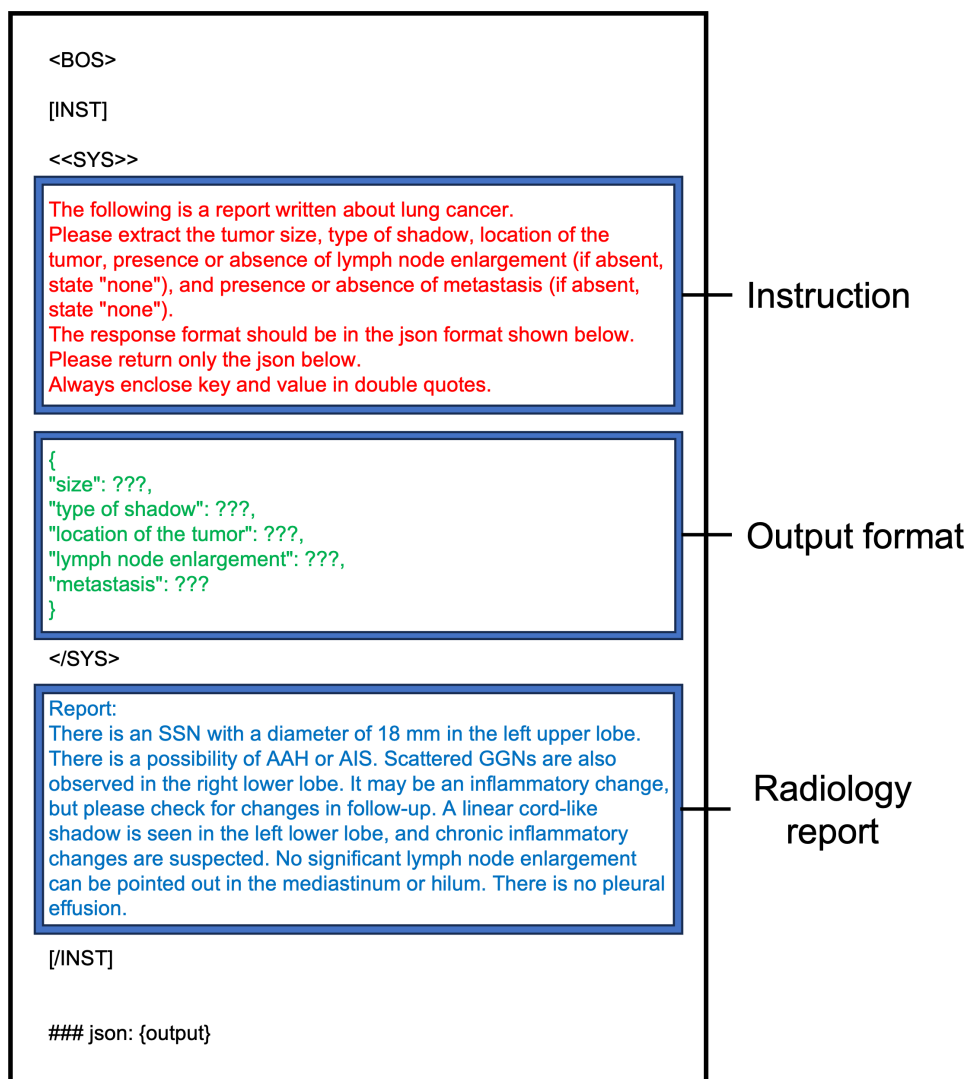 <BOS>
[INST]
<<SYS>>
The following is a report written about lung cancer.
Please extract the tumor size, type of shadow, location of the
tumor, presence or absence of lymph node enlargement (if absent,
state "none"), and presence or absence of metastasis (if absent,
state "none").
The response format should be in the json format shown below.
Please return only the json below.
Always enclose key and value in double quotes.
Instruction
{
"size": ???,
"type of shadow": ???,
"location of the tumor": ???,
"lymph node enlargement": ???,
"metastasis": ???
}
Output format
</SYS>
Report:
There is an SSN with a diameter of 18 mm in the left upper lobe.
There is a possibility of AAH or AIS. Scattered GGNs are also
observed in the right lower lobe. It may be an inflammatory change,
but please check for changes in follow-up. A linear cord-like
shadow is seen in the left lower lobe, and chronic inflammatory
changes are suspected. No significant lymph node enlargement
can be pointed out in the mediastinum or hilum. There is no pleural
effusion.
Radiology
report
[/INST]
### json: {output}